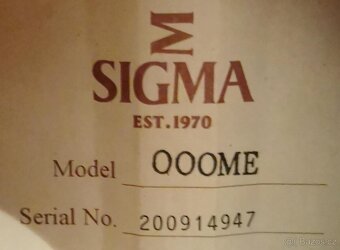 SIGMA
EST. 1970
Model OOOME
Serial No. 200914947